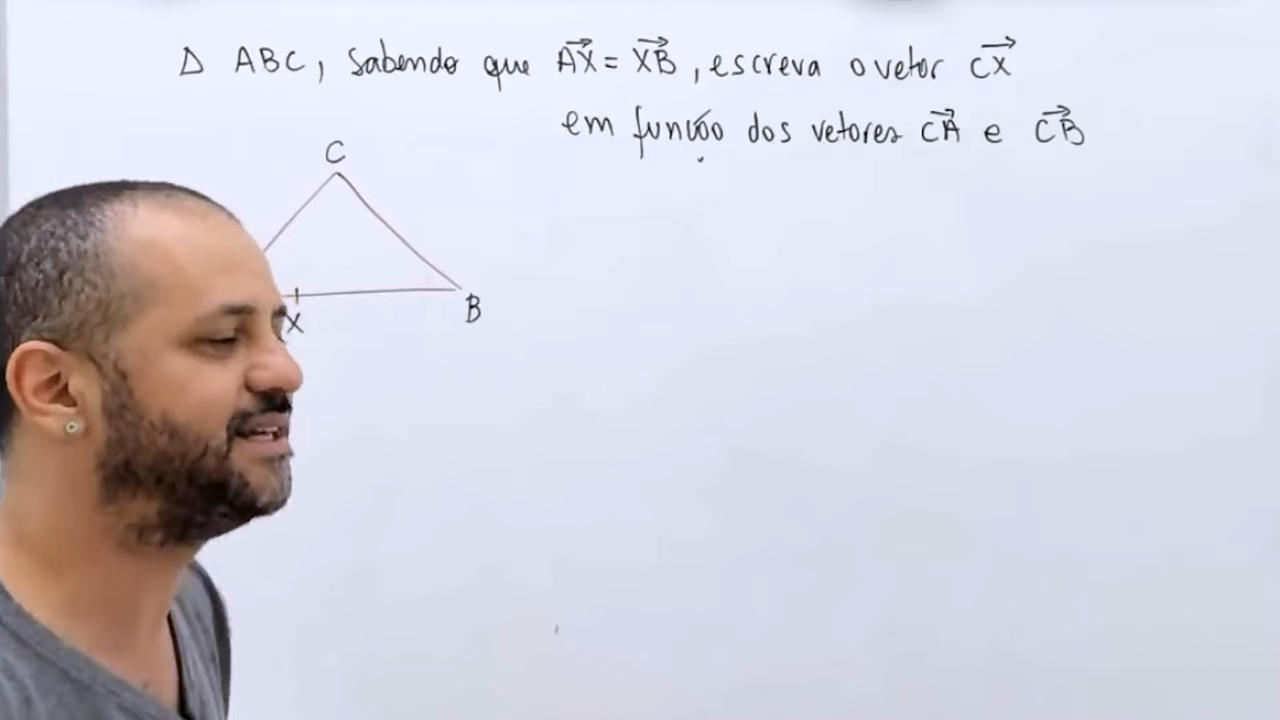 Δ ABC, sabendo que A͞X⃗ = X͞B⃗, escreva o vetor C͞X⃗
em função dos vetores C͞A⃗ e C͞B⃗
C
X
B